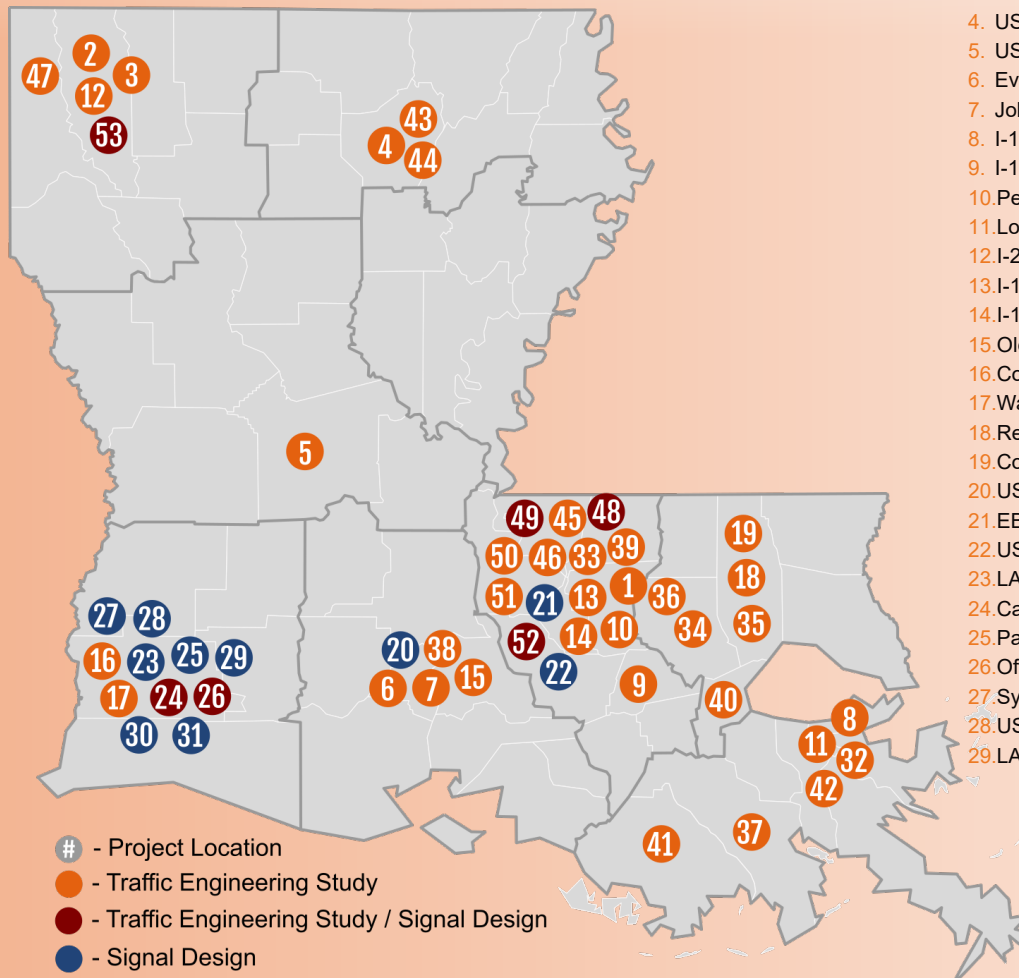 2
47
3
12
53
43
4
44
5
49
45
48
50
46
33
39
19
51
21
13
1
36
18
27
28
52
14
10
34
35
16
23
25
29
20
38
22
17
24
26
6
7
15
9
40
30
31
8
11
32
42
41
37
# - Project Location
- Traffic Engineering Study
- Traffic Engineering Study / Signal Design
- Signal Design
4. US
5. US
6. Ev
7. Jo
8. I-1
9. I-1
10.Pe
11.Lo
12.I-2
13.I-1
14.I-1
15.Ol
16.Co
17.Wa
18.Re
19.Co
20.US
21.EB
22.US
23.LA
24.Ca
25.Pa
26.Of
27.Sy
28.US
29.LA